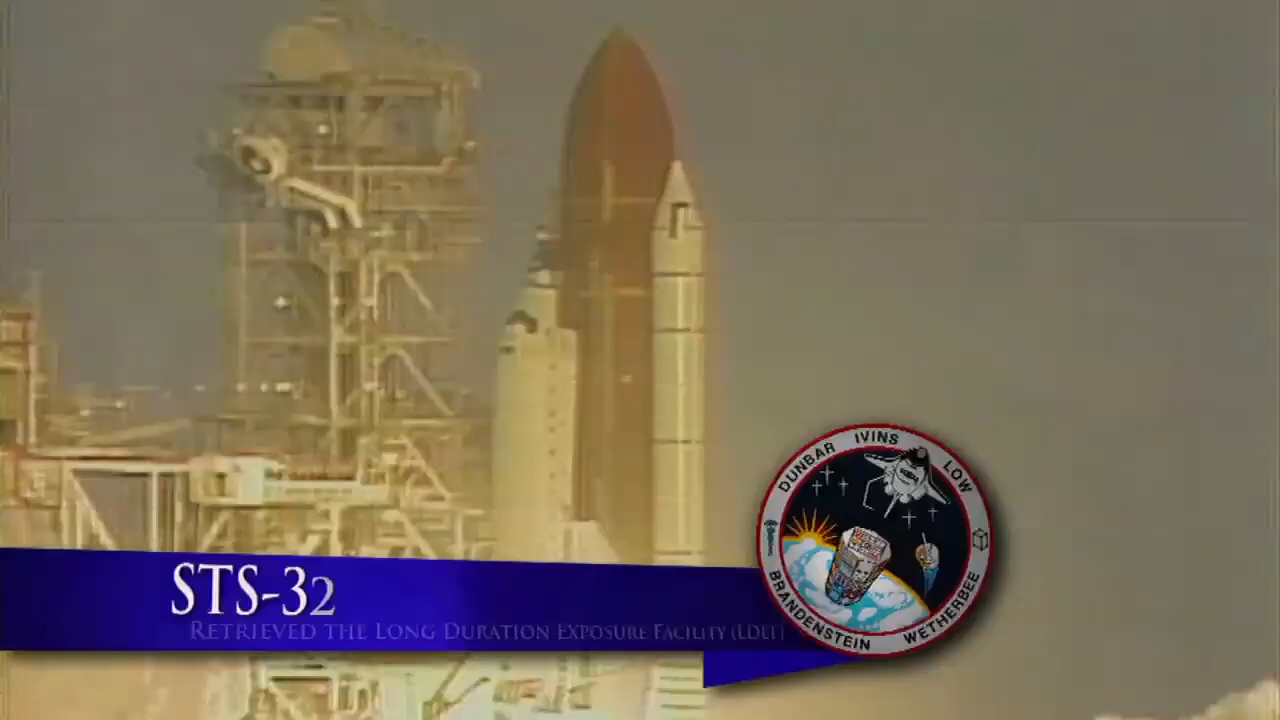 DUNBAR IVINS LOW
STS-32
RETRIEVED THE LONG DURATION EXPOSURE FACILITY (LDEF)
BRANDENSTEIN WETHERBEE